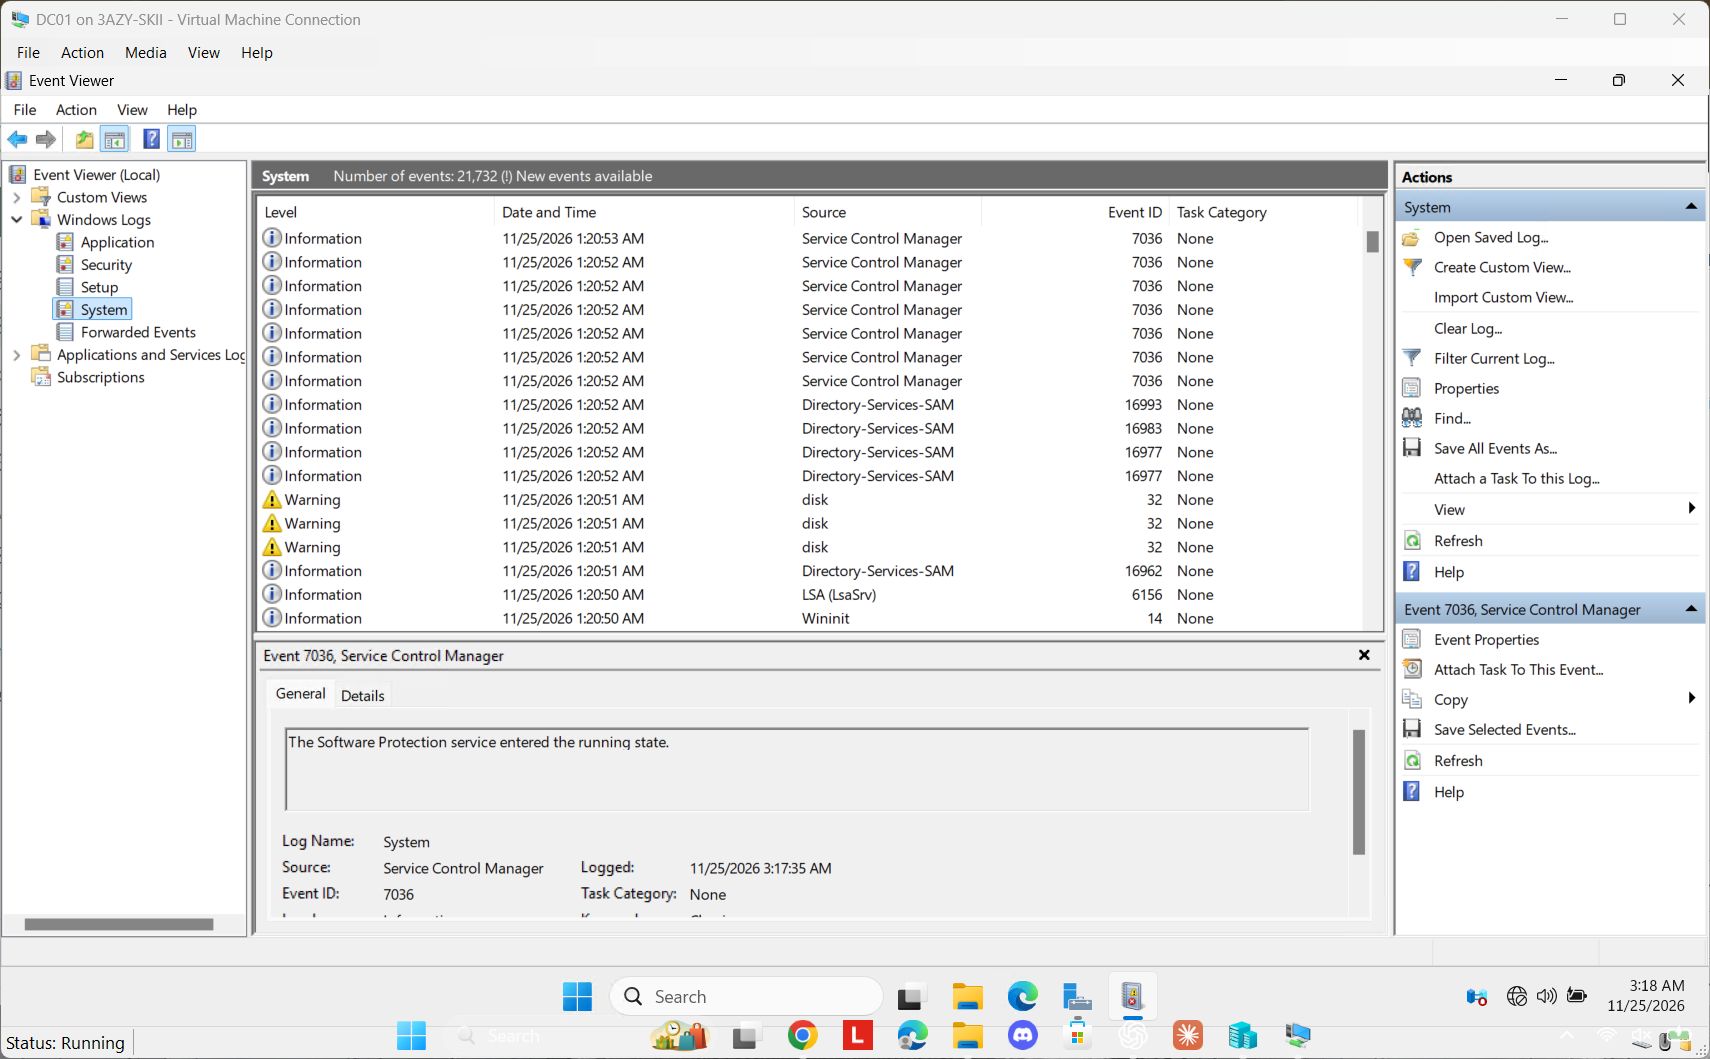 DC01 on 3AZY-SKII - Virtual Machine Connection
File Action Media View Help
Event Viewer
File Action View Help
Event Viewer (Local)
Custom Views
Windows Logs
Application
Security
Setup
System
Forwarded Events
Applications and Services Log
Subscriptions
System Number of events: 21,732 (!) New events available
Level Date and Time Source Event ID Task Category
Information 11/25/2026 1:20:53 AM Service Control Manager 7036 None
Information 11/25/2026 1:20:52 AM Service Control Manager 7036 None
Information 11/25/2026 1:20:52 AM Service Control Manager 7036 None
Information 11/25/2026 1:20:52 AM Service Control Manager 7036 None
Information 11/25/2026 1:20:52 AM Service Control Manager 7036 None
Information 11/25/2026 1:20:52 AM Service Control Manager 7036 None
Information 11/25/2026 1:20:52 AM Service Control Manager 7036 None
Information 11/25/2026 1:20:52 AM Directory-Services-SAM 16993 None
Information 11/25/2026 1:20:52 AM Directory-Services-SAM 16983 None
Information 11/25/2026 1:20:52 AM Directory-Services-SAM 16977 None
Information 11/25/2026 1:20:52 AM Directory-Services-SAM 16977 None
Warning 11/25/2026 1:20:51 AM disk 32 None
Warning 11/25/2026 1:20:51 AM disk 32 None
Warning 11/25/2026 1:20:51 AM disk 32 None
Information 11/25/2026 1:20:51 AM Directory-Services-SAM 16962 None
Information 11/25/2026 1:20:50 AM LSA (LsaSrv) 6156 None
Information 11/25/2026 1:20:50 AM Wininit 14 None
Event 7036, Service Control Manager
General Details
The Software Protection service entered the running state.
Log Name: System
Source: Service Control Manager Logged: 11/25/2026 3:17:35 AM
Event ID: 7036 Task Category: None
Actions
System
Open Saved Log...
Create Custom View...
Import Custom View...
Clear Log...
Filter Current Log...
Properties
Find...
Save All Events As...
Attach a Task To this Log...
View
Refresh
Help
Event 7036, Service Control Manager
Event Properties
Attach Task To This Event...
Copy
Save Selected Events...
Refresh
Help
Search
3:18 AM
11/25/2026
Search
L
Status: Running